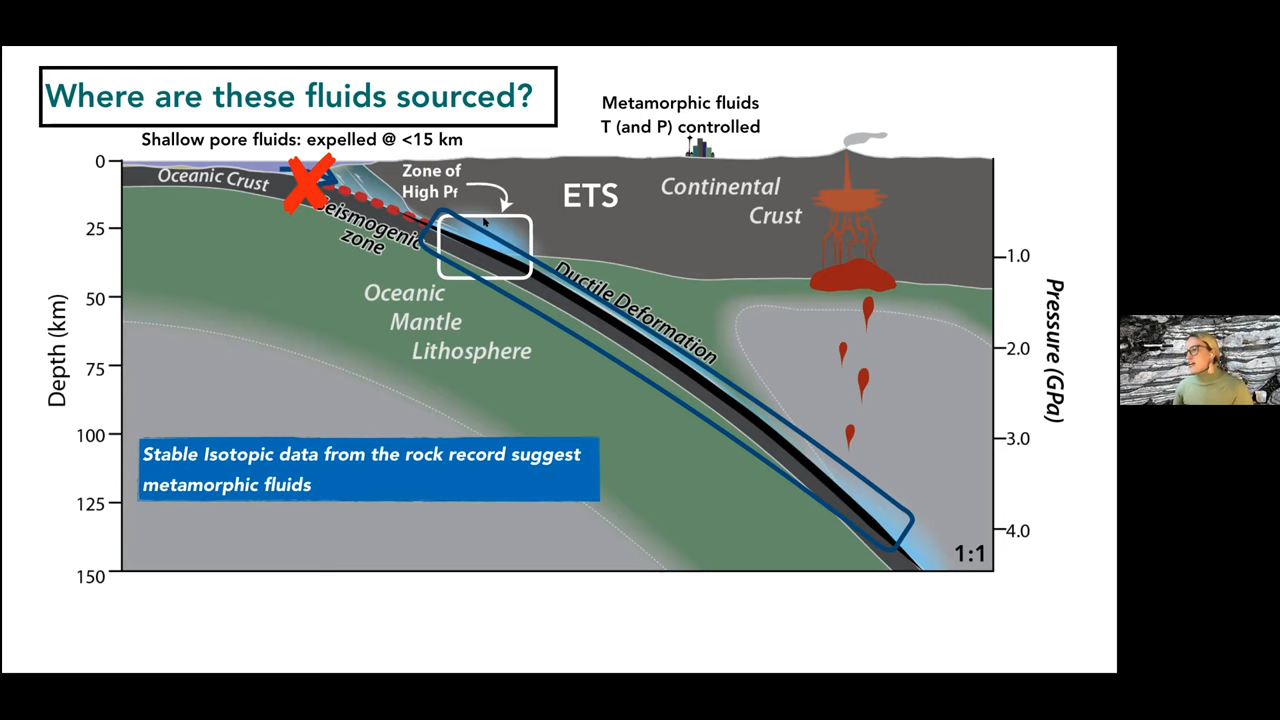 Where are these fluids sourced?
Metamorphic fluids
T (and P) controlled
Shallow pore fluids: expelled @ <15 km
0
25
50
75
100
125
150
Depth (km)
Oceanic Crust
Zone of
High Pf
ETS
Continental
Crust
Seismogenic
zone
Ductile Deformation
Oceanic
Mantle
Lithosphere
Stable Isotopic data from the rock record suggest
metamorphic fluids
1.0
2.0
3.0
4.0
Pressure (GPa)
1:1